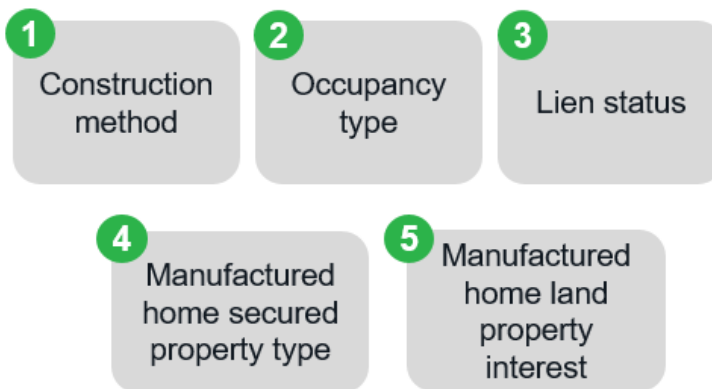 1
Construction
method
2
Occupancy
type
3
Lien status
4
Manufactured
home secured
property type
5
Manufactured
home land
property
interest